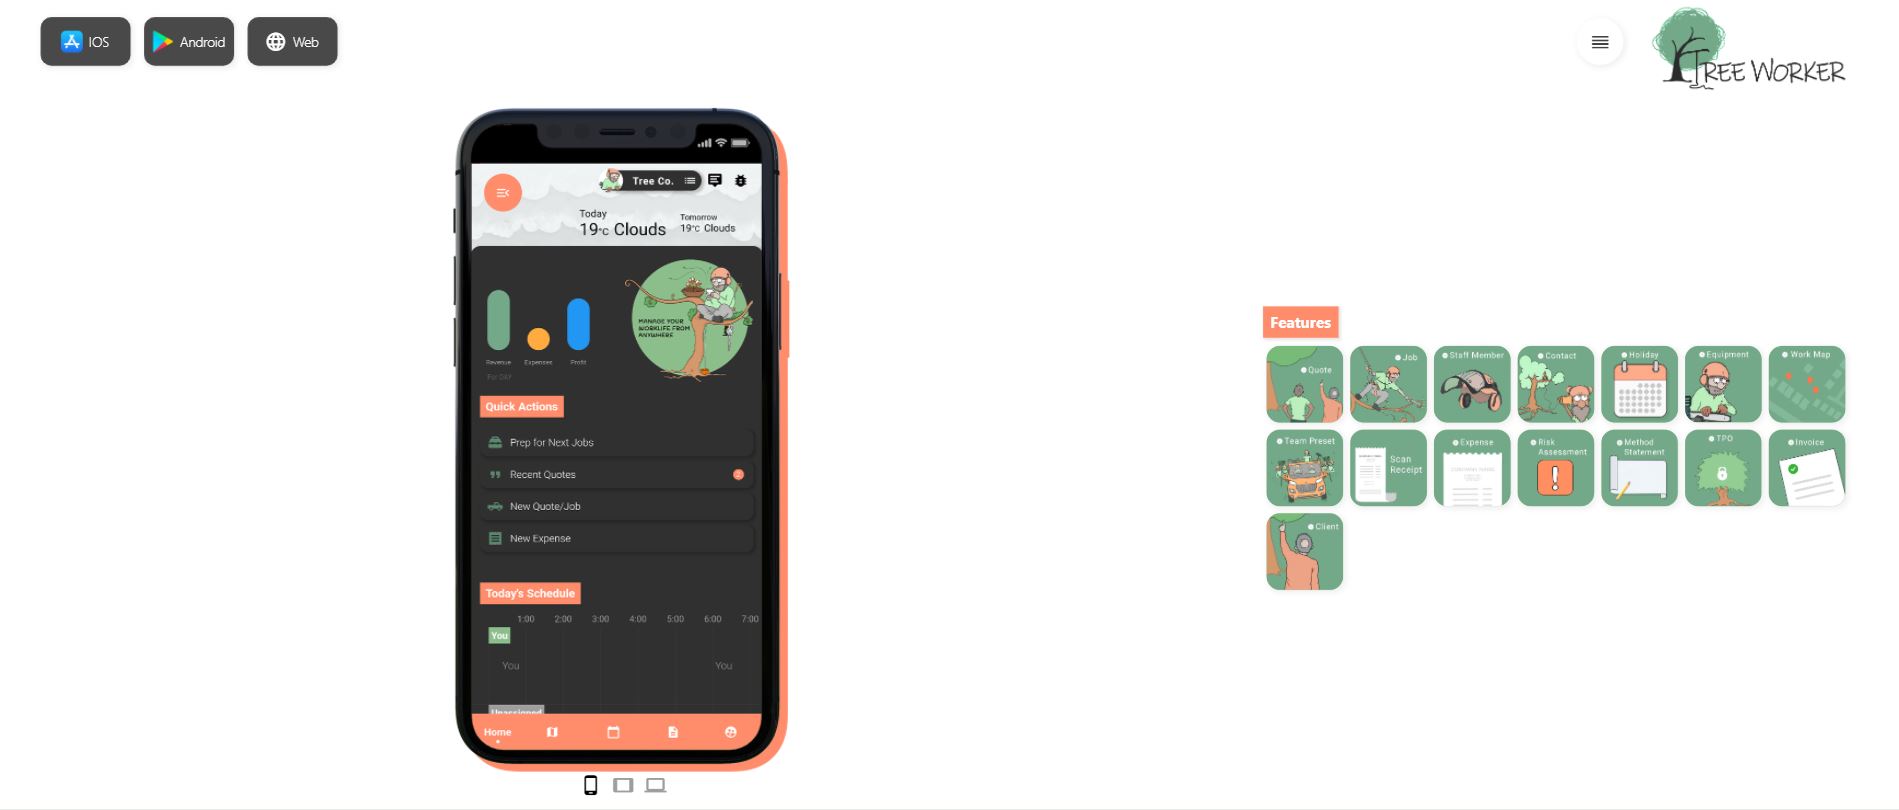 IOS
Android
Web
TREE WORKER
Tree Co.
Today
19°C Clouds
Tomorrow
19°C Clouds
MANAGE YOUR
WORKLIFE FROM
ANYWHERE
Revenue
Expenses
Profit
For DAY
Quick Actions
Prep for Next Jobs
Recent Quotes
New Quote/Job
New Expense
Today's Schedule
1:00 2:00 3:00 4:00 5:00 6:00 7:00
You
You
You
Unassigned
Home
Features
Quote
Job
Staff Member
Contact
Holiday
Equipment
Work Map
Team Preset
Scan
Receipt
Expense
Risk
Assessment
Method
Statement
TPO
Invoice
Client